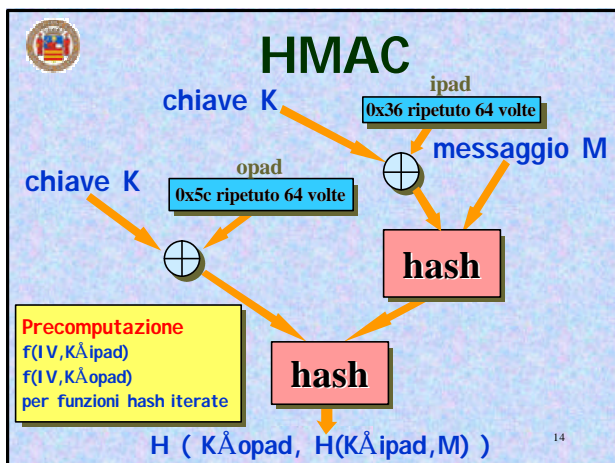 HMAC
ipad
chiave K
0x36 ripetuto 64 volte
messaggio M
opad
chiave K
0x5c ripetuto 64 volte
hash
Precomputazione
f(IV,KÅipad)
f(IV,KÅopad)
per funzioni hash iterate
hash
H ( KÅopad, H(KÅipad,M) )
14